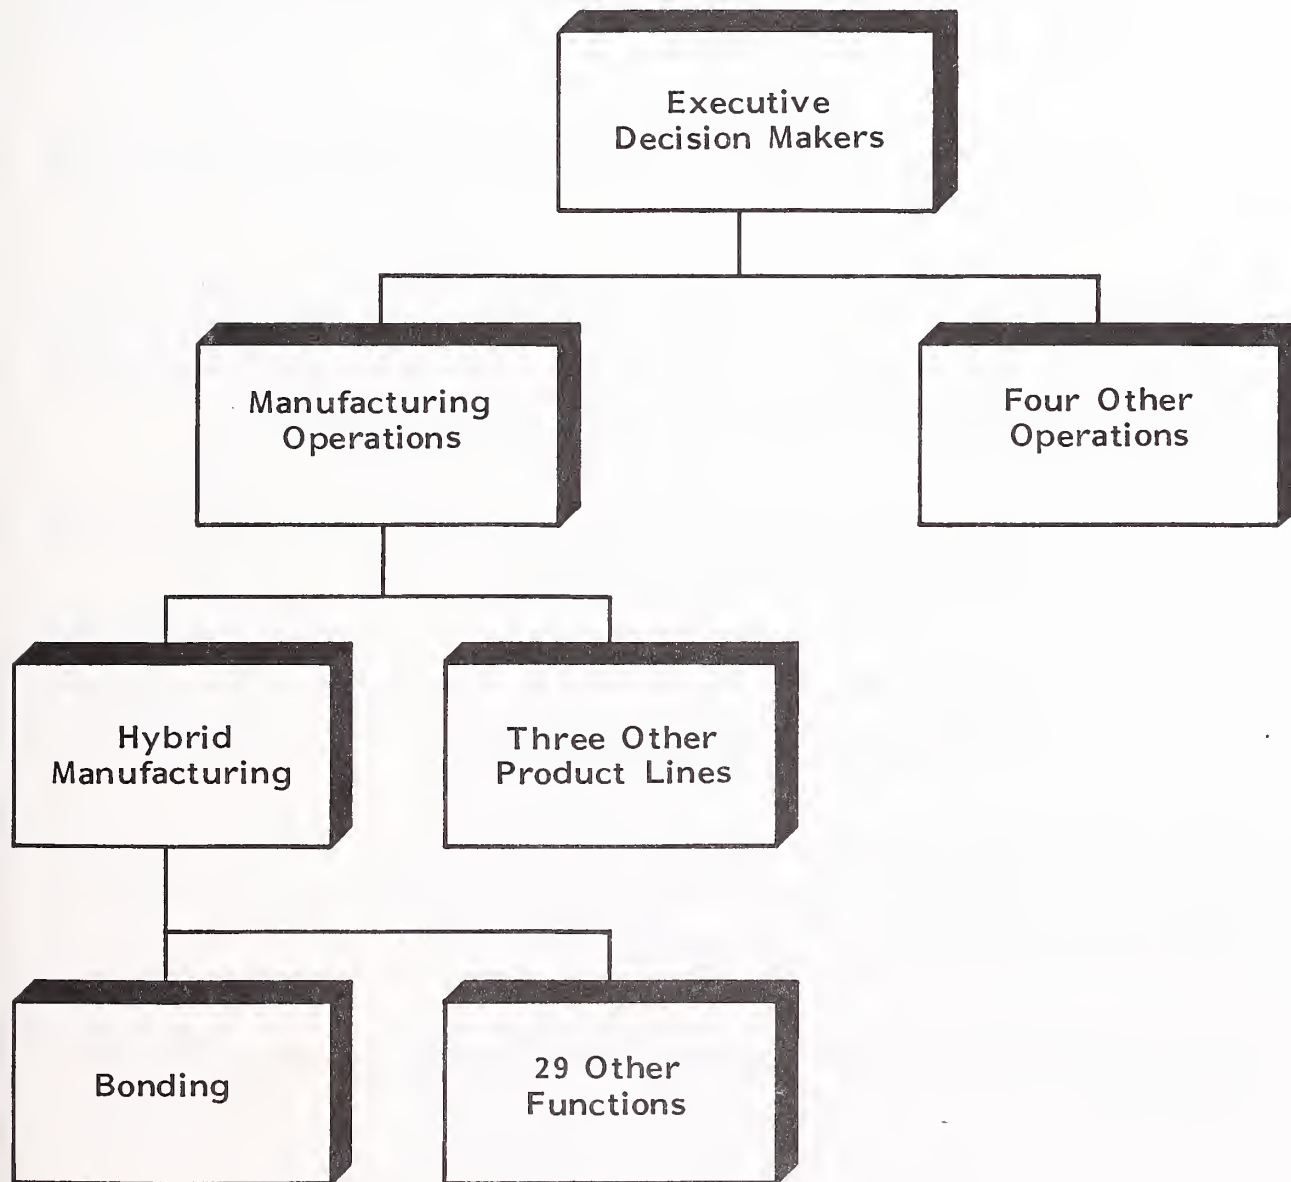 Executive
Decision Makers
Manufacturing
Operations
Four Other
Operations
Hybrid
Manufacturing
Three Other
Product Lines
Bonding
29 Other
Functions